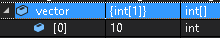 vector {int[1]} int[]
[0] 10 int